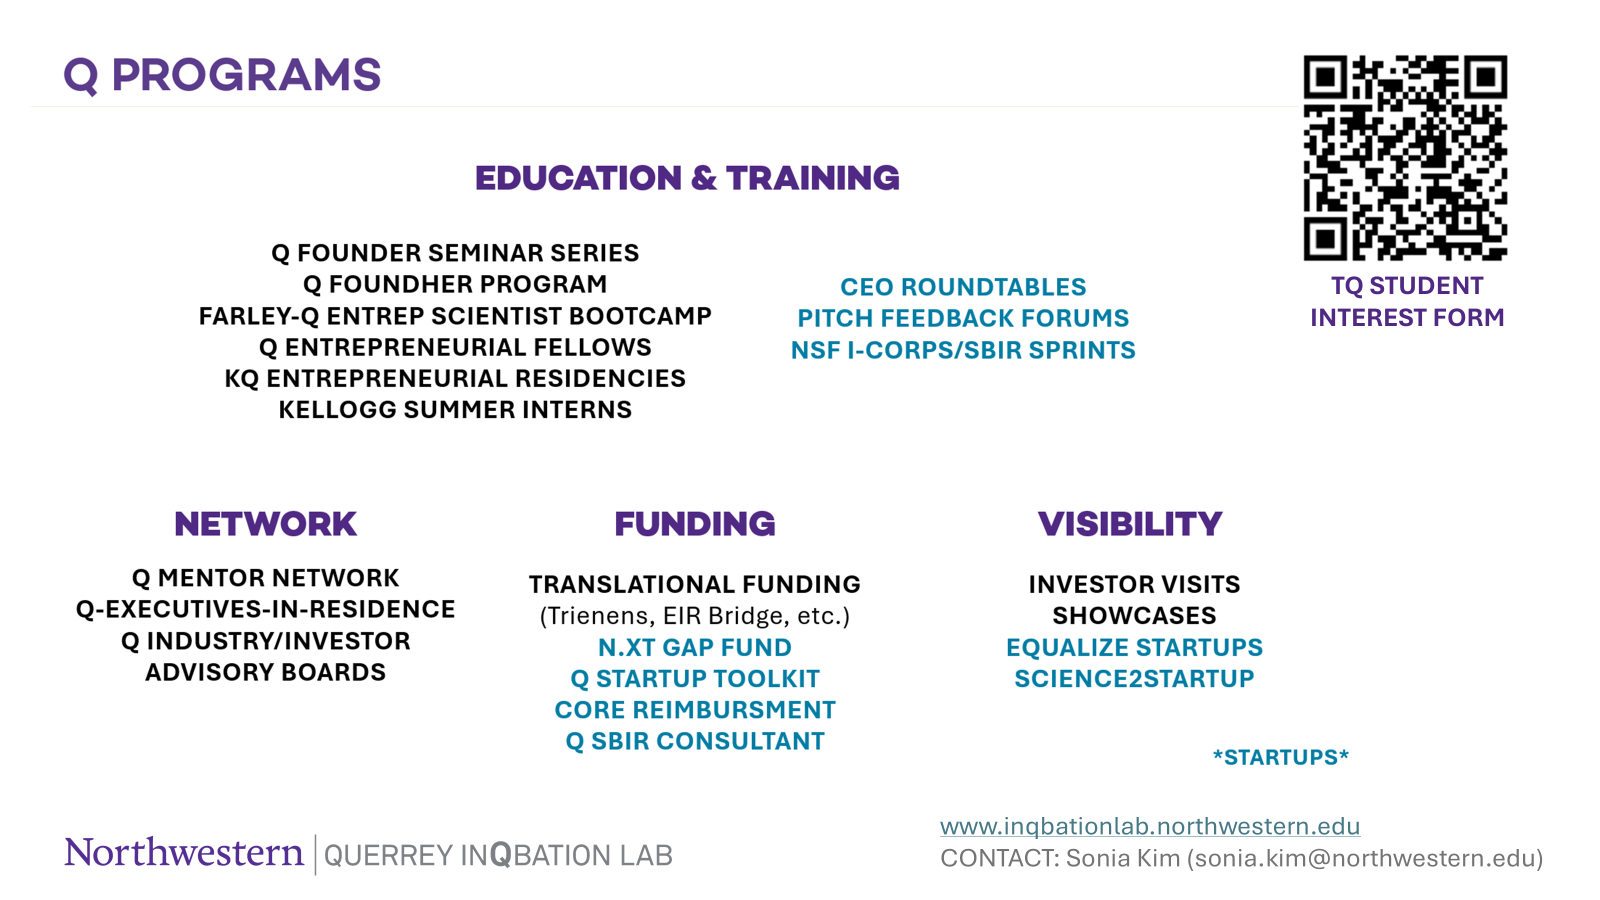 Q PROGRAMS
EDUCATION & TRAINING
Q FOUNDER SEMINAR SERIES
Q FOUNDHER PROGRAM
FARLEY-Q ENTREP SCIENTIST BOOTCAMP
Q ENTREPRENEURIAL FELLOWS
KQ ENTREPRENEURIAL RESIDENCIES
KELLOGG SUMMER INTERNS
CEO ROUNDTABLES
PITCH FEEDBACK FORUMS
NSF I-CORPS/SBIR SPRINTS
TQ STUDENT
INTEREST FORM
NETWORK
Q MENTOR NETWORK
Q-EXECUTIVES-IN-RESIDENCE
Q INDUSTRY/INVESTOR
ADVISORY BOARDS
FUNDING
TRANSLATIONAL FUNDING
(Trienens, EIR Bridge, etc.)
N.XT GAP FUND
Q STARTUP TOOLKIT
CORE REIMBURSMENT
Q SBIR CONSULTANT
VISIBILITY
INVESTOR VISITS
SHOWCASES
EQUALIZE STARTUPS
SCIENCE2STARTUP
*STARTUPS*
Northwestern | QUERREY INQBATION LAB
www.inqbationlab.northwestern.edu
CONTACT: Sonia Kim (sonia.kim@northwestern.edu)